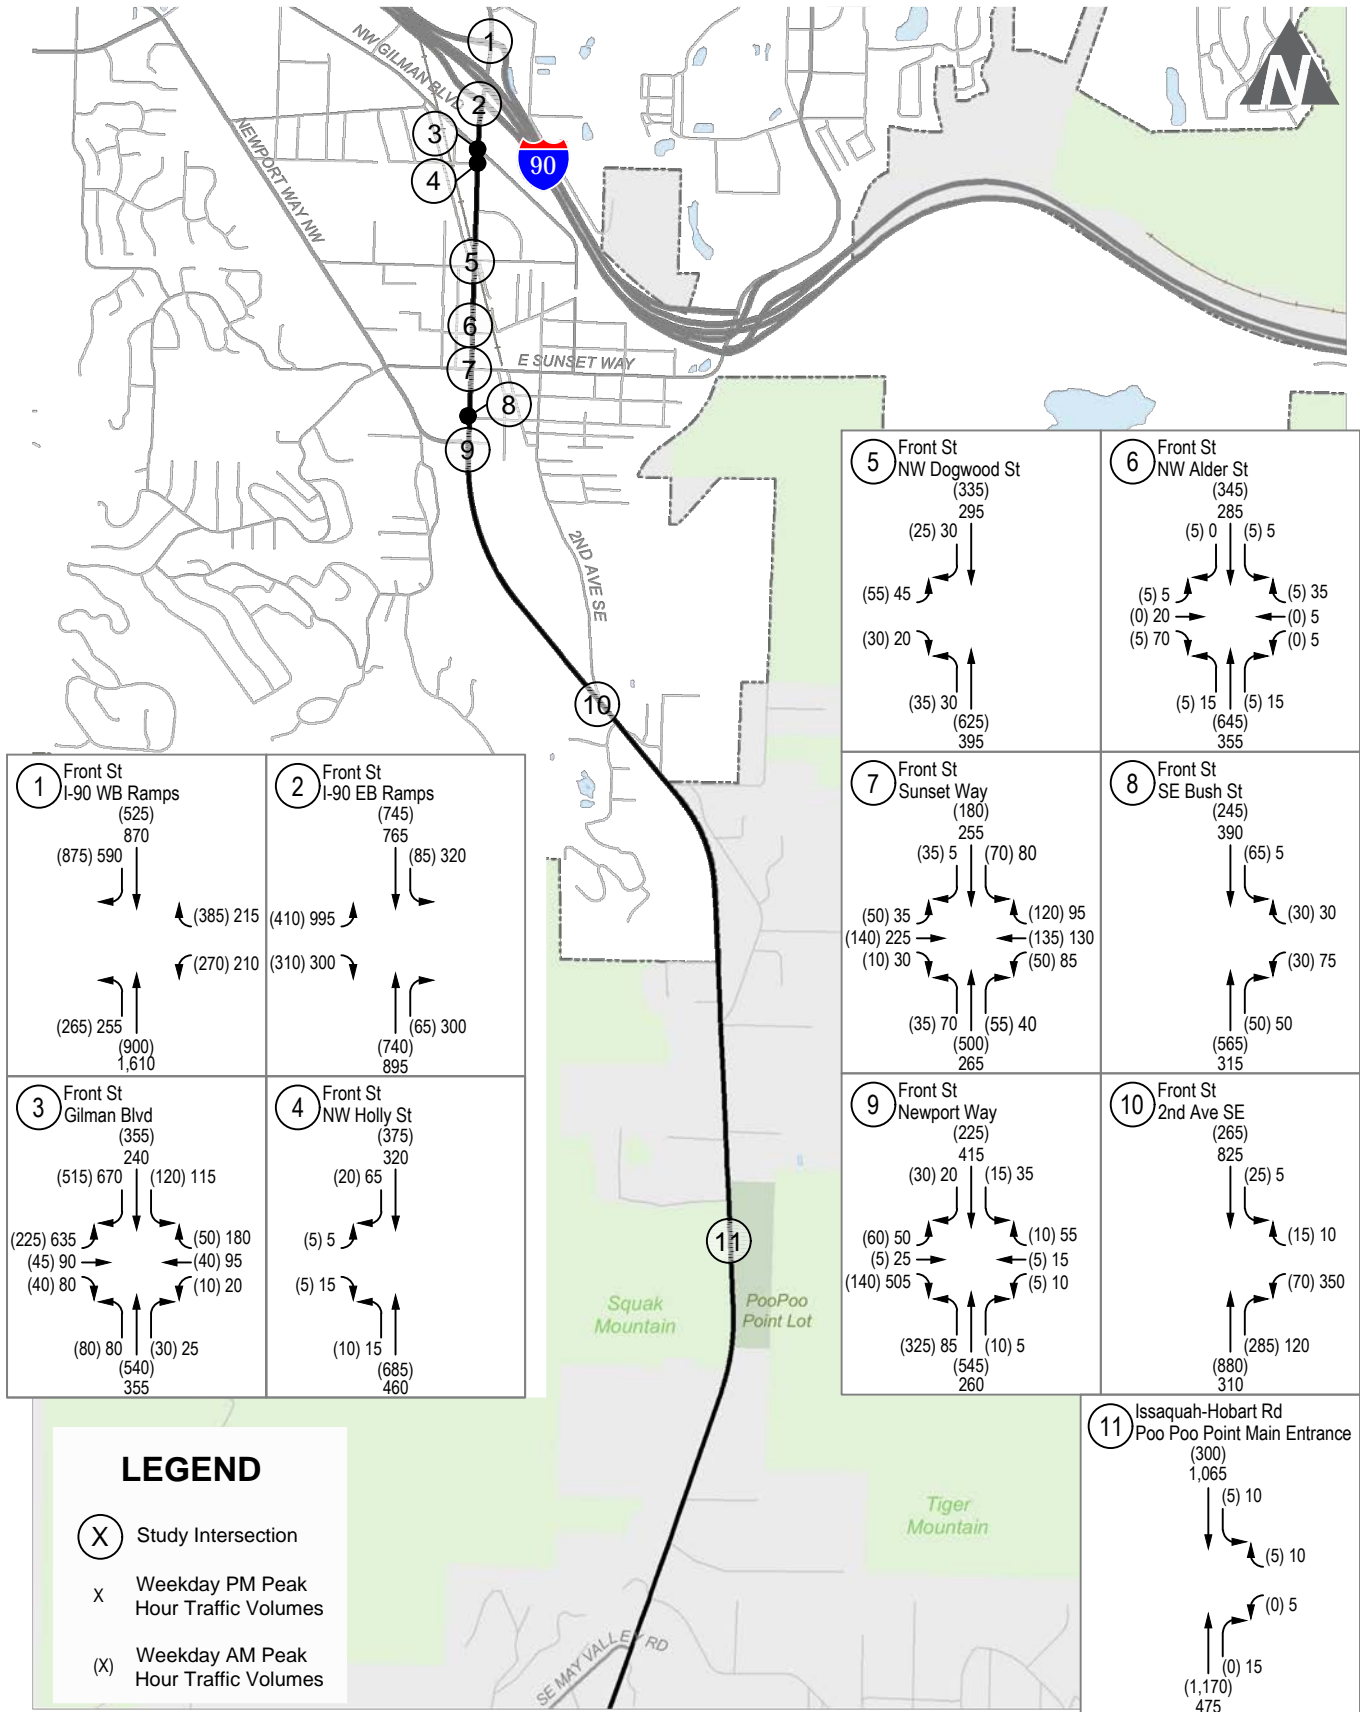 N
NW GILMAN BLVD
NEWPORT WAY NW
90
E SUNSET WAY
2ND AVE SE
1
2
3
4
5
6
7
8
9
10
11
Squak
Mountain
PooPoo
Point Lot
Tiger
Mountain
SE MAY VALLEY RD
5 Front St
NW Dogwood St
(335)
295
(25) 30
(55) 45
(30) 20
(35) 30
(625)
395
6 Front St
NW Alder St
(345)
285
(5) 0 (5) 5
(5) 5 (5) 35
(0) 20 (0) 5
(5) 70 (0) 5
(5) 15 (5) 15
(645)
355
1 Front St
I-90 WB Ramps
(525)
870
(875) 590
(385) 215
(270) 210
(265) 255
(900)
1,610
2 Front St
I-90 EB Ramps
(745)
765
(85) 320
(410) 995
(310) 300
(65) 300
(740)
895
7 Front St
Sunset Way
(180)
255
(35) 5 (70) 80
(50) 35 (120) 95
(140) 225 (135) 130
(10) 30 (50) 85
(35) 70 (55) 40
(500)
265
8 Front St
SE Bush St
(245)
390
(65) 5
(30) 30
(30) 75
(50) 50
(565)
315
3 Front St
Gilman Blvd
(355)
240
(515) 670 (120) 115
(225) 635 (50) 180
(45) 90 (40) 95
(40) 80 (10) 20
(80) 80 (30) 25
(540)
355
4 Front St
NW Holly St
(375)
320
(20) 65
(5) 5
(5) 15
(10) 15
(685)
460
9 Front St
Newport Way
(225)
415
(30) 20 (15) 35
(60) 50 (10) 55
(5) 25 (5) 15
(140) 505 (5) 10
(325) 85 (10) 5
(545)
260
10 Front St
2nd Ave SE
(265)
825
(25) 5
(15) 10
(70) 350
(285) 120
(880)
310
11 Issaquah-Hobart Rd
Poo Poo Point Main Entrance
(300)
1,065
(5) 10
(5) 10
(0) 5
(0) 15
(1,170)
475
LEGEND
X Study Intersection
X Weekday PM Peak
Hour Traffic Volumes
(X) Weekday AM Peak
Hour Traffic Volumes